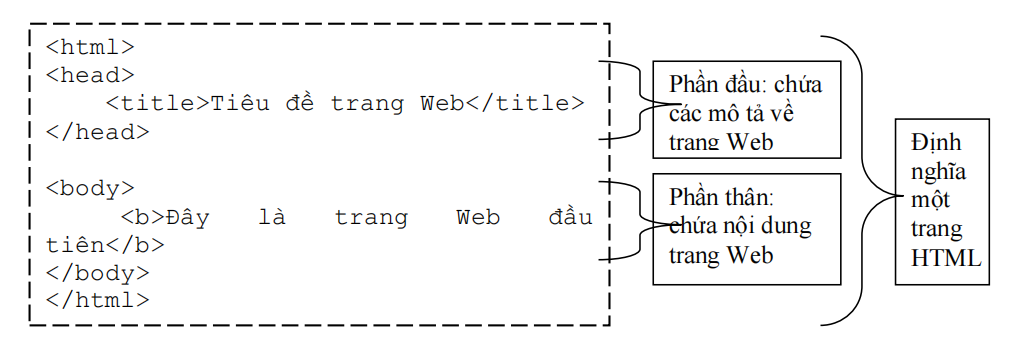 <html>
<head>
<title>Tiêu đề trang Web</title>
</head>
<body>
<b>Đây là trang Web đầu
tiên</b>
</body>
</html>
Phần đầu: chứa
các mô tả về
trang Web
Phần thân:
chứa nội dung
trang Web
Định
nghĩa
một
trang
HTML